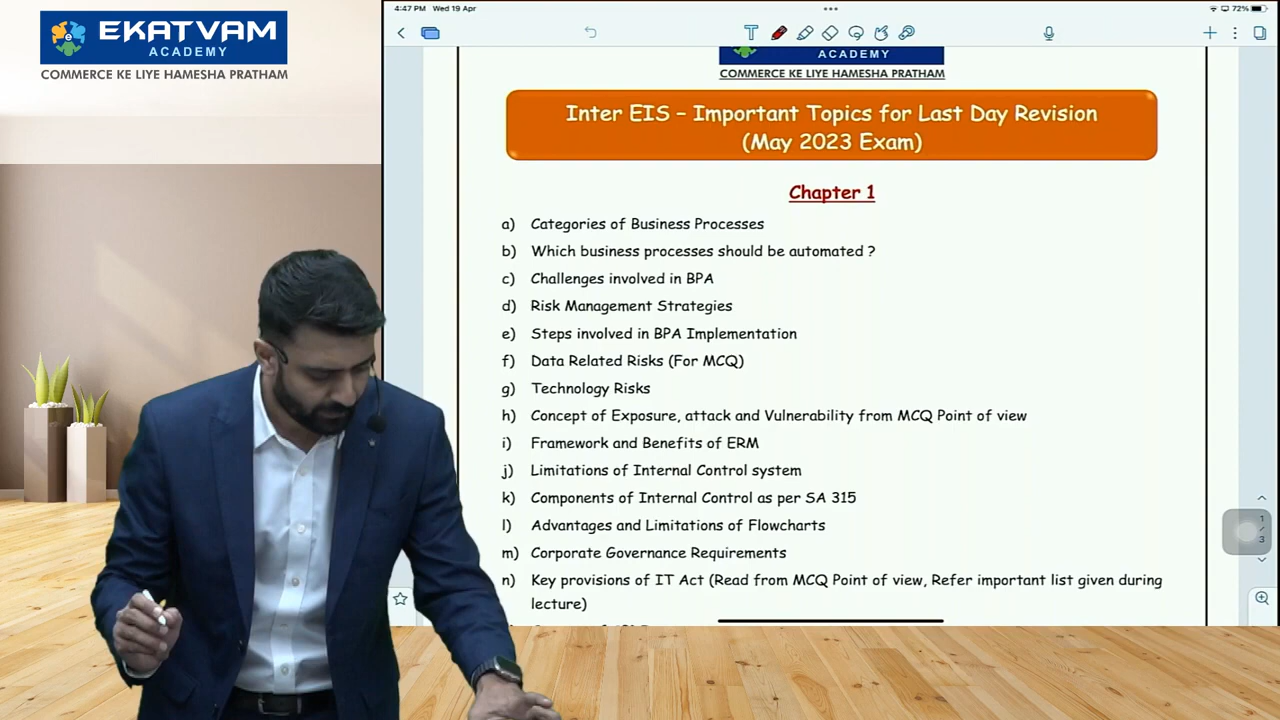 EKATVAM
ACADEMY
COMMERCE KE LIYE HAMESHA PRATHAM
4:47 PM Wed 19 Apr
72%
ACADEMY
COMMERCE KE LIYE HAMESHA PRATHAM
Inter EIS – Important Topics for Last Day Revision
(May 2023 Exam)
Chapter 1
a) Categories of Business Processes
b) Which business processes should be automated ?
c) Challenges involved in BPA
d) Risk Management Strategies
e) Steps involved in BPA Implementation
f) Data Related Risks (For MCQ)
g) Technology Risks
h) Concept of Exposure, attack and Vulnerability from MCQ Point of view
i) Framework and Benefits of ERM
j) Limitations of Internal Control system
k) Components of Internal Control as per SA 315
l) Advantages and Limitations of Flowcharts
m) Corporate Governance Requirements
n) Key provisions of IT Act (Read from MCQ Point of view, Refer important list given during
lecture)
1
/
3